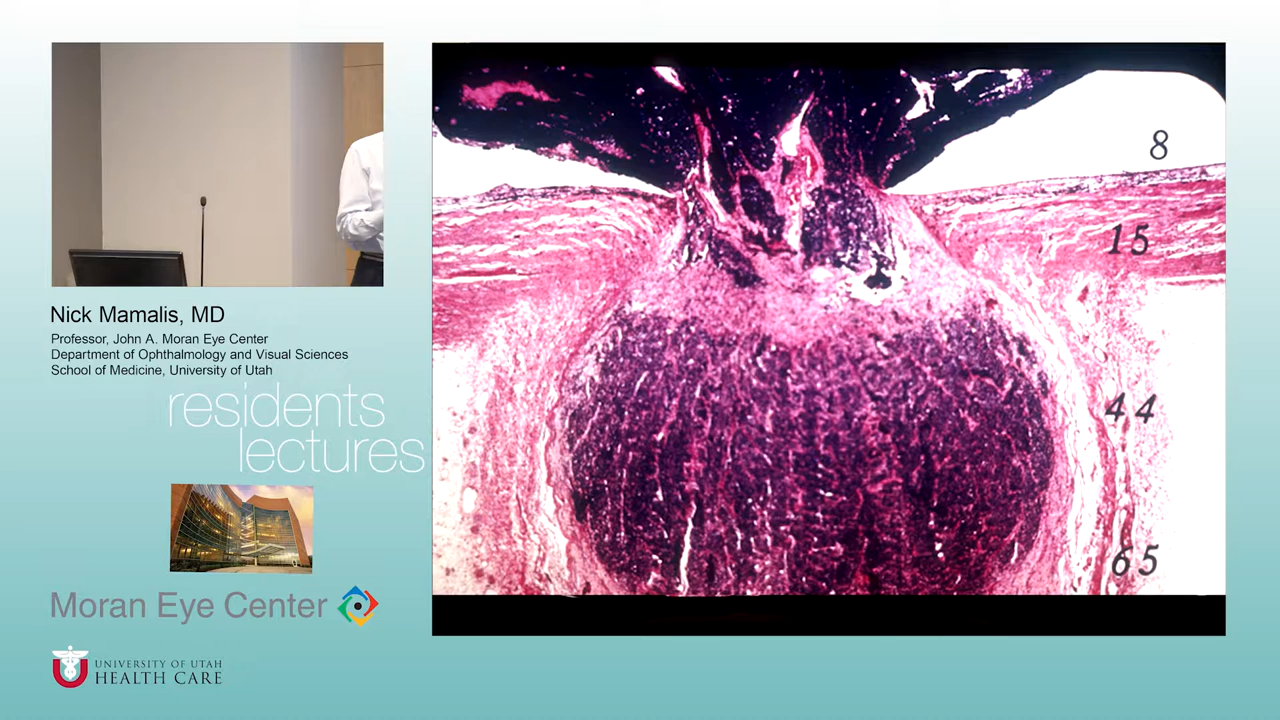 Nick Mamalis, MD
Professor, John A. Moran Eye Center
Department of Ophthalmology and Visual Sciences
School of Medicine, University of Utah
residents
lectures
Moran Eye Center
UNIVERSITY OF UTAH
HEALTH CARE
8
15
44
65